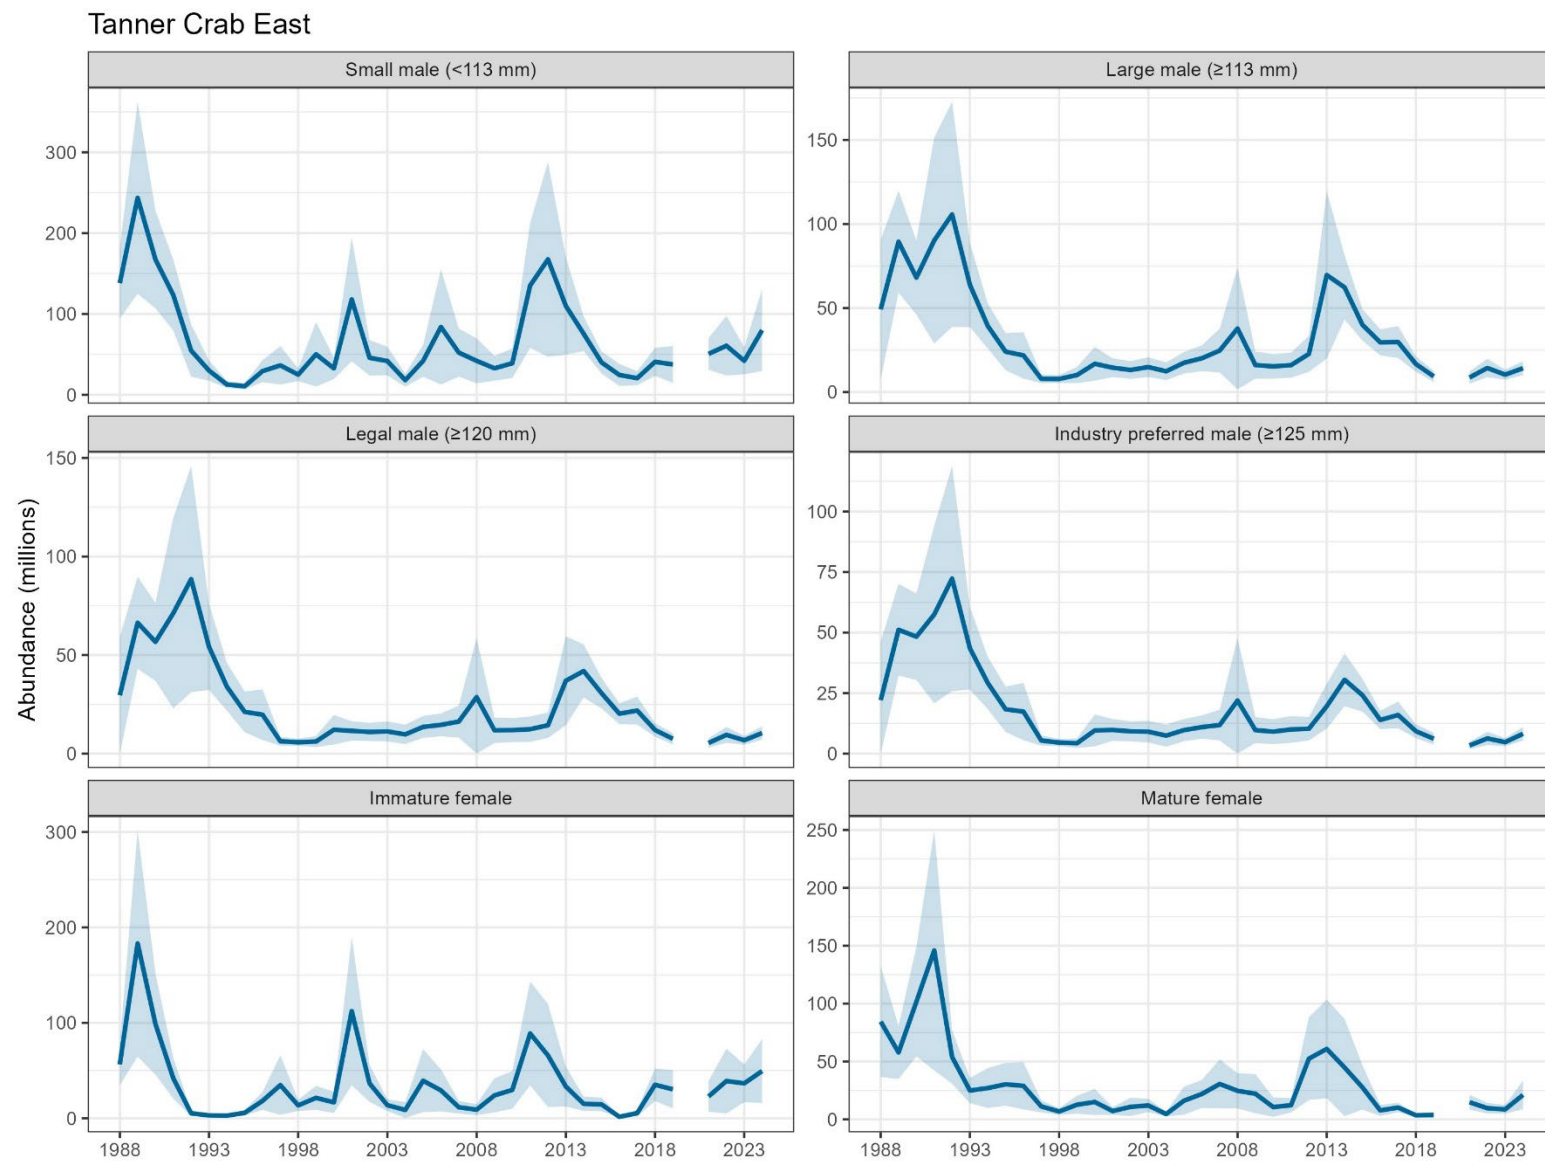 Tanner Crab East
Small male (<113 mm)
Large male (≥113 mm)
300
200
100
0
150
100
50
0
Legal male (≥120 mm)
Industry preferred male (≥125 mm)
150
100
50
0
100
75
50
25
0
Abundance (millions)
Immature female
Mature female
300
200
100
0
250
200
150
100
50
0
1988 1993 1998 2003 2008 2013 2018 2023
1988 1993 1998 2003 2008 2013 2018 2023